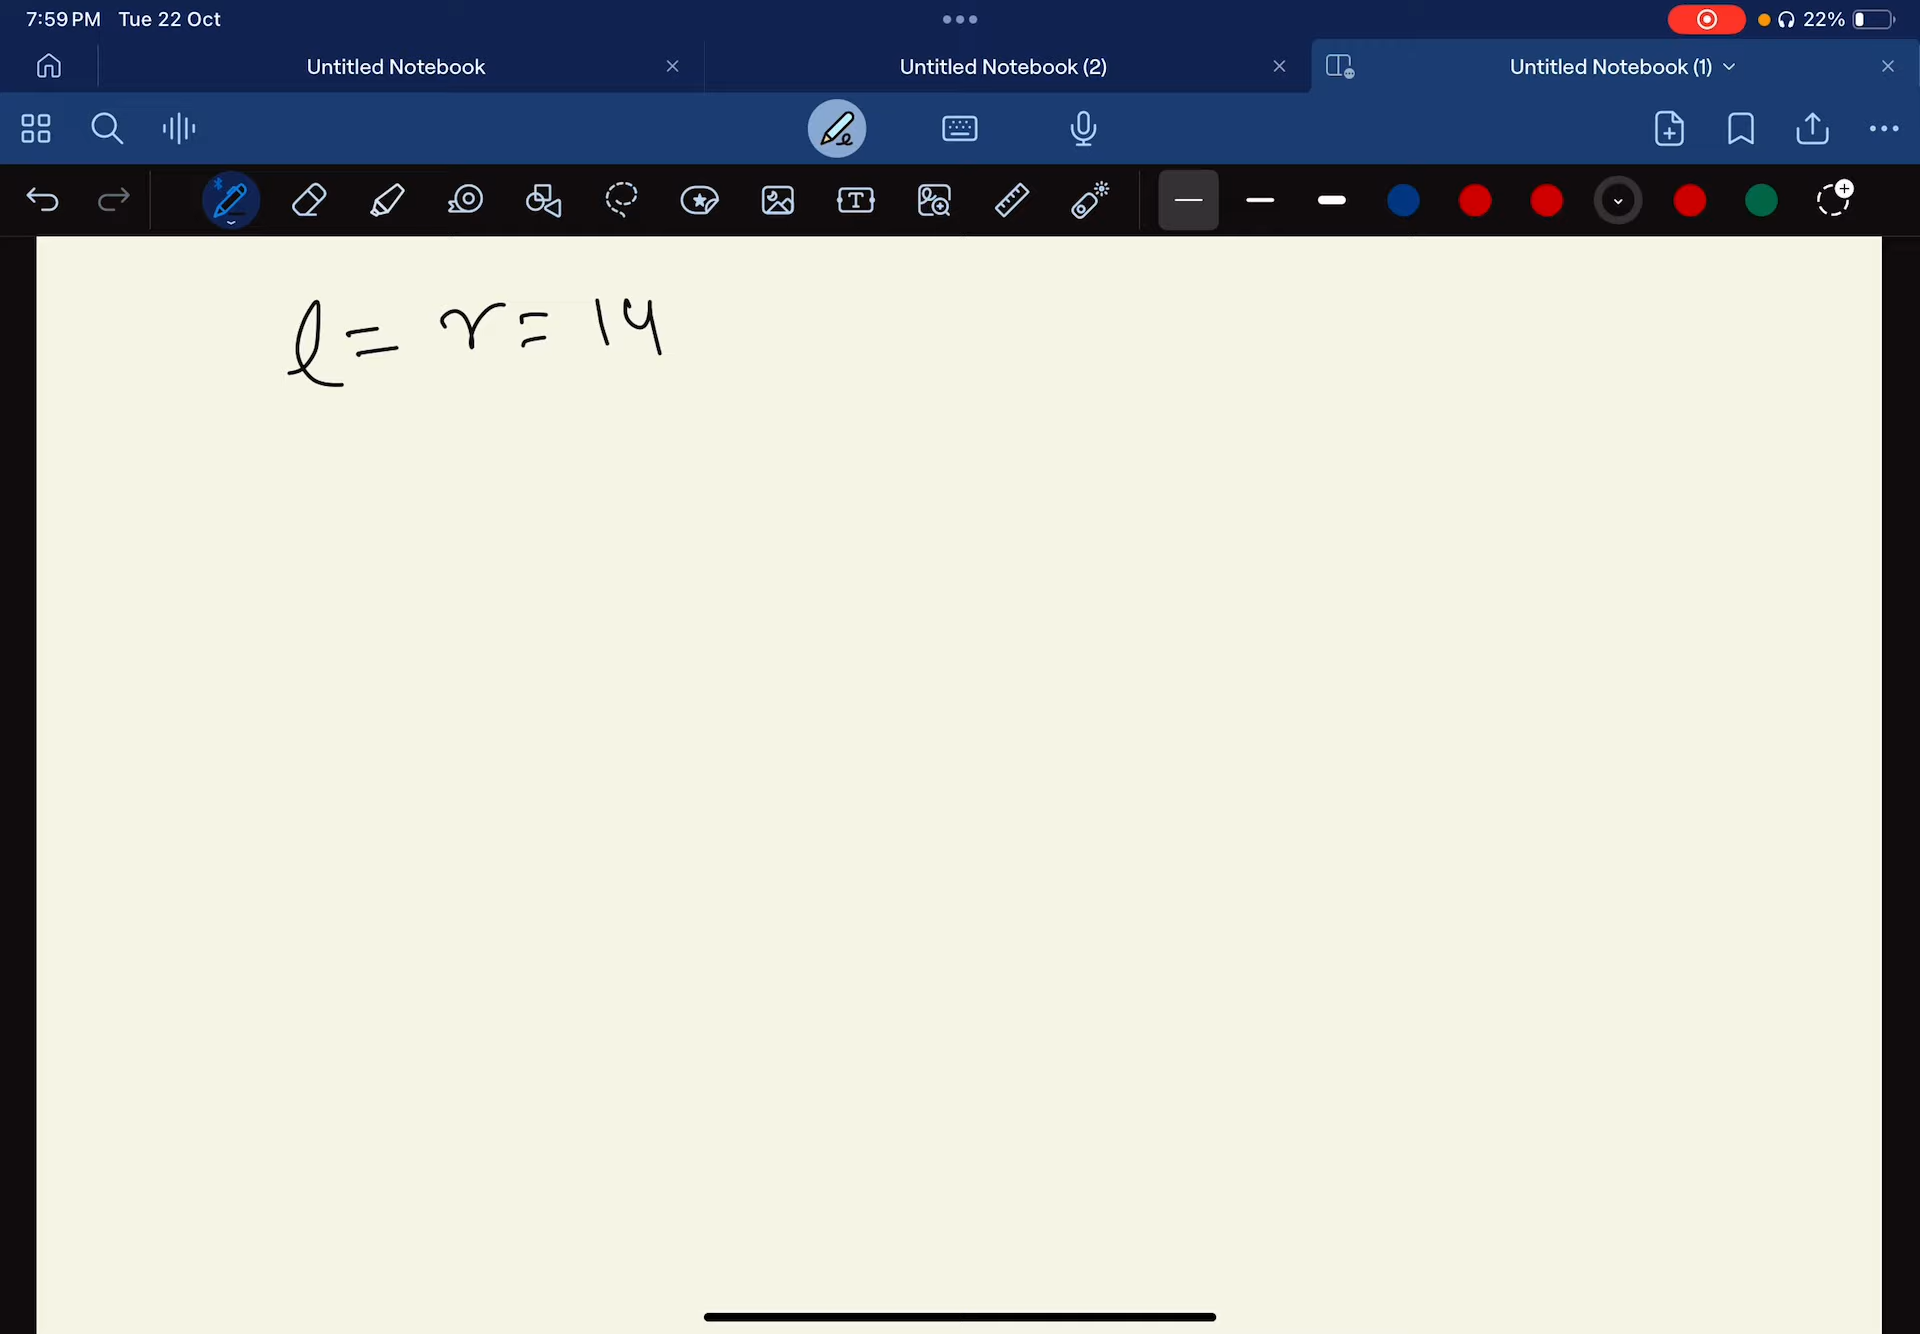 7:59 PM Tue 22 Oct 22%
Untitled Notebook Untitled Notebook (2) Untitled Notebook (1)
l = r = 14